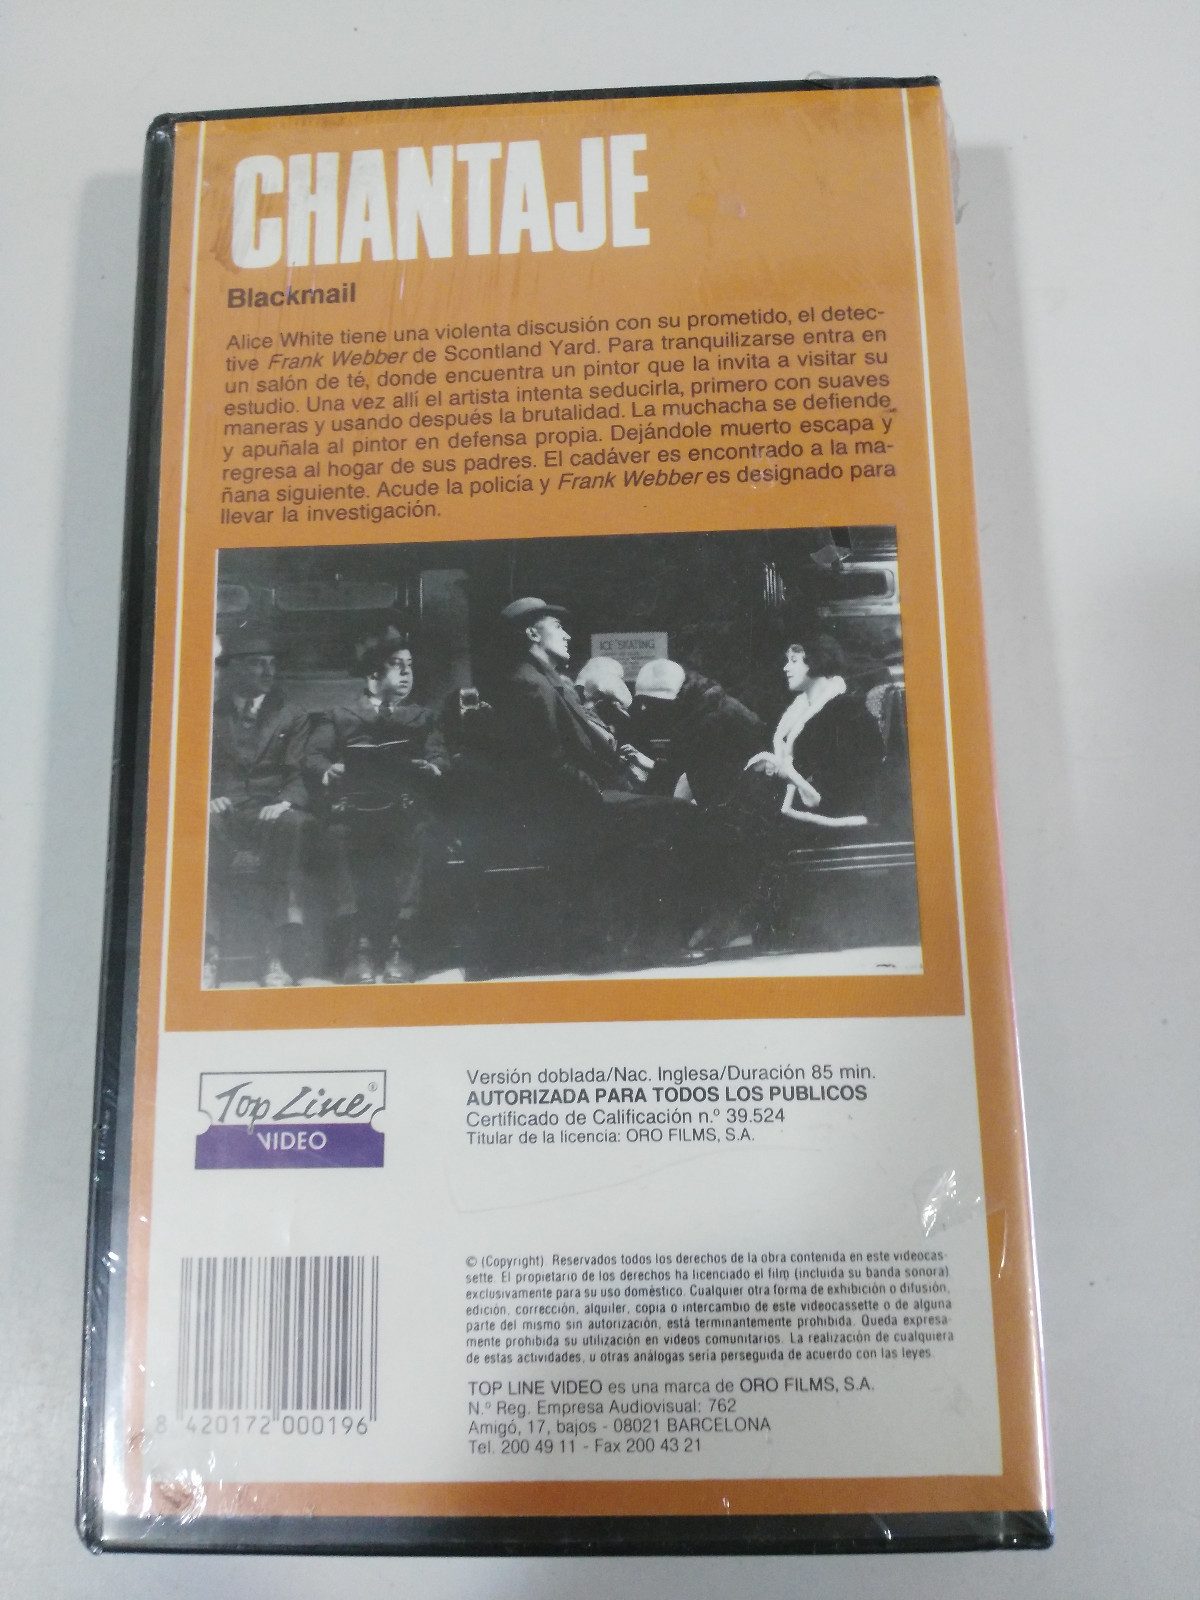 CHANTAJE
Blackmail
Alice White tiene una violenta discusión con su prometido, el detec-
tive Frank Webber de Scontland Yard. Para tranquilizarse entra en
un salón de té, donde encuentra un pintor que la invita a visitar su
estudio. Una vez allí el artista intenta seducirla, primero con suaves
maneras y usando después la brutalidad. La muchacha se defiende
y apuñala al pintor en defensa propia. Dejándole muerto escapa y
regresa al hogar de sus padres. El cadáver es encontrado a la ma-
ñana siguiente. Acude la policía y Frank Webber es designado para
llevar la investigación.
ICE SKATING
Top Line®
VIDEO
Versión doblada/Nac. Inglesa/Duración 85 min.
AUTORIZADA PARA TODOS LOS PUBLICOS
Certificado de Calificación n.º 39.524
Titular de la licencia: ORO FILMS, S.A.
© (Copyright). Reservados todos los derechos de la obra contenida en este videocas-
sette. El propietario de los derechos ha licenciado el film (incluida su banda sonora)
exclusivamente para su uso doméstico. Cualquier otra forma de exhibición o difusión,
edición, corrección, alquiler, copia o intercambio de este videocassette o de alguna
parte del mismo sin autorización, está terminantemente prohibida. Queda expresa-
mente prohibida su utilización en videos comunitarios. La realización de cualquiera
de estas actividades, u otras análogas sería perseguida de acuerdo con las leyes.
TOP LINE VIDEO es una marca de ORO FILMS, S.A.
N.º Reg. Empresa Audiovisual: 762
Amigó, 17, bajos - 08021 BARCELONA
Tel. 200 49 11 - Fax 200 43 21
8 420172 000196